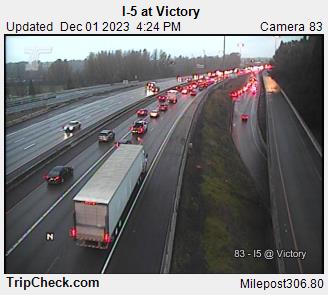 I-5 at Victory
Updated Dec 01 2023 4:24 PM Camera 83
N
83 - I5 @ Victory
TripCheck.com Milepost306.80